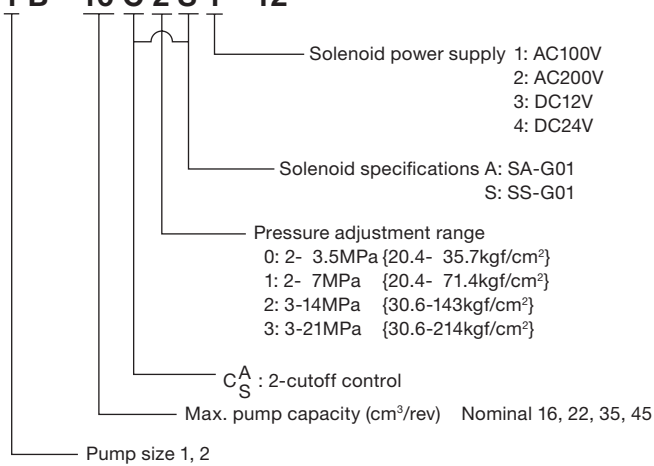 Solenoid power supply 1: AC100V
2: AC200V
3: DC12V
4: DC24V
Solenoid specifications A: SA-G01
S: SS-G01
Pressure adjustment range
0: 2- 3.5MPa {20.4- 35.7kgf/cm²}
1: 2- 7MPa {20.4- 71.4kgf/cm²}
2: 3-14MPa {30.6-143kgf/cm²}
3: 3-21MPa {30.6-214kgf/cm²}
C A S : 2-cutoff control
Max. pump capacity (cm³/rev) Nominal 16, 22, 35, 45
Pump size 1, 2